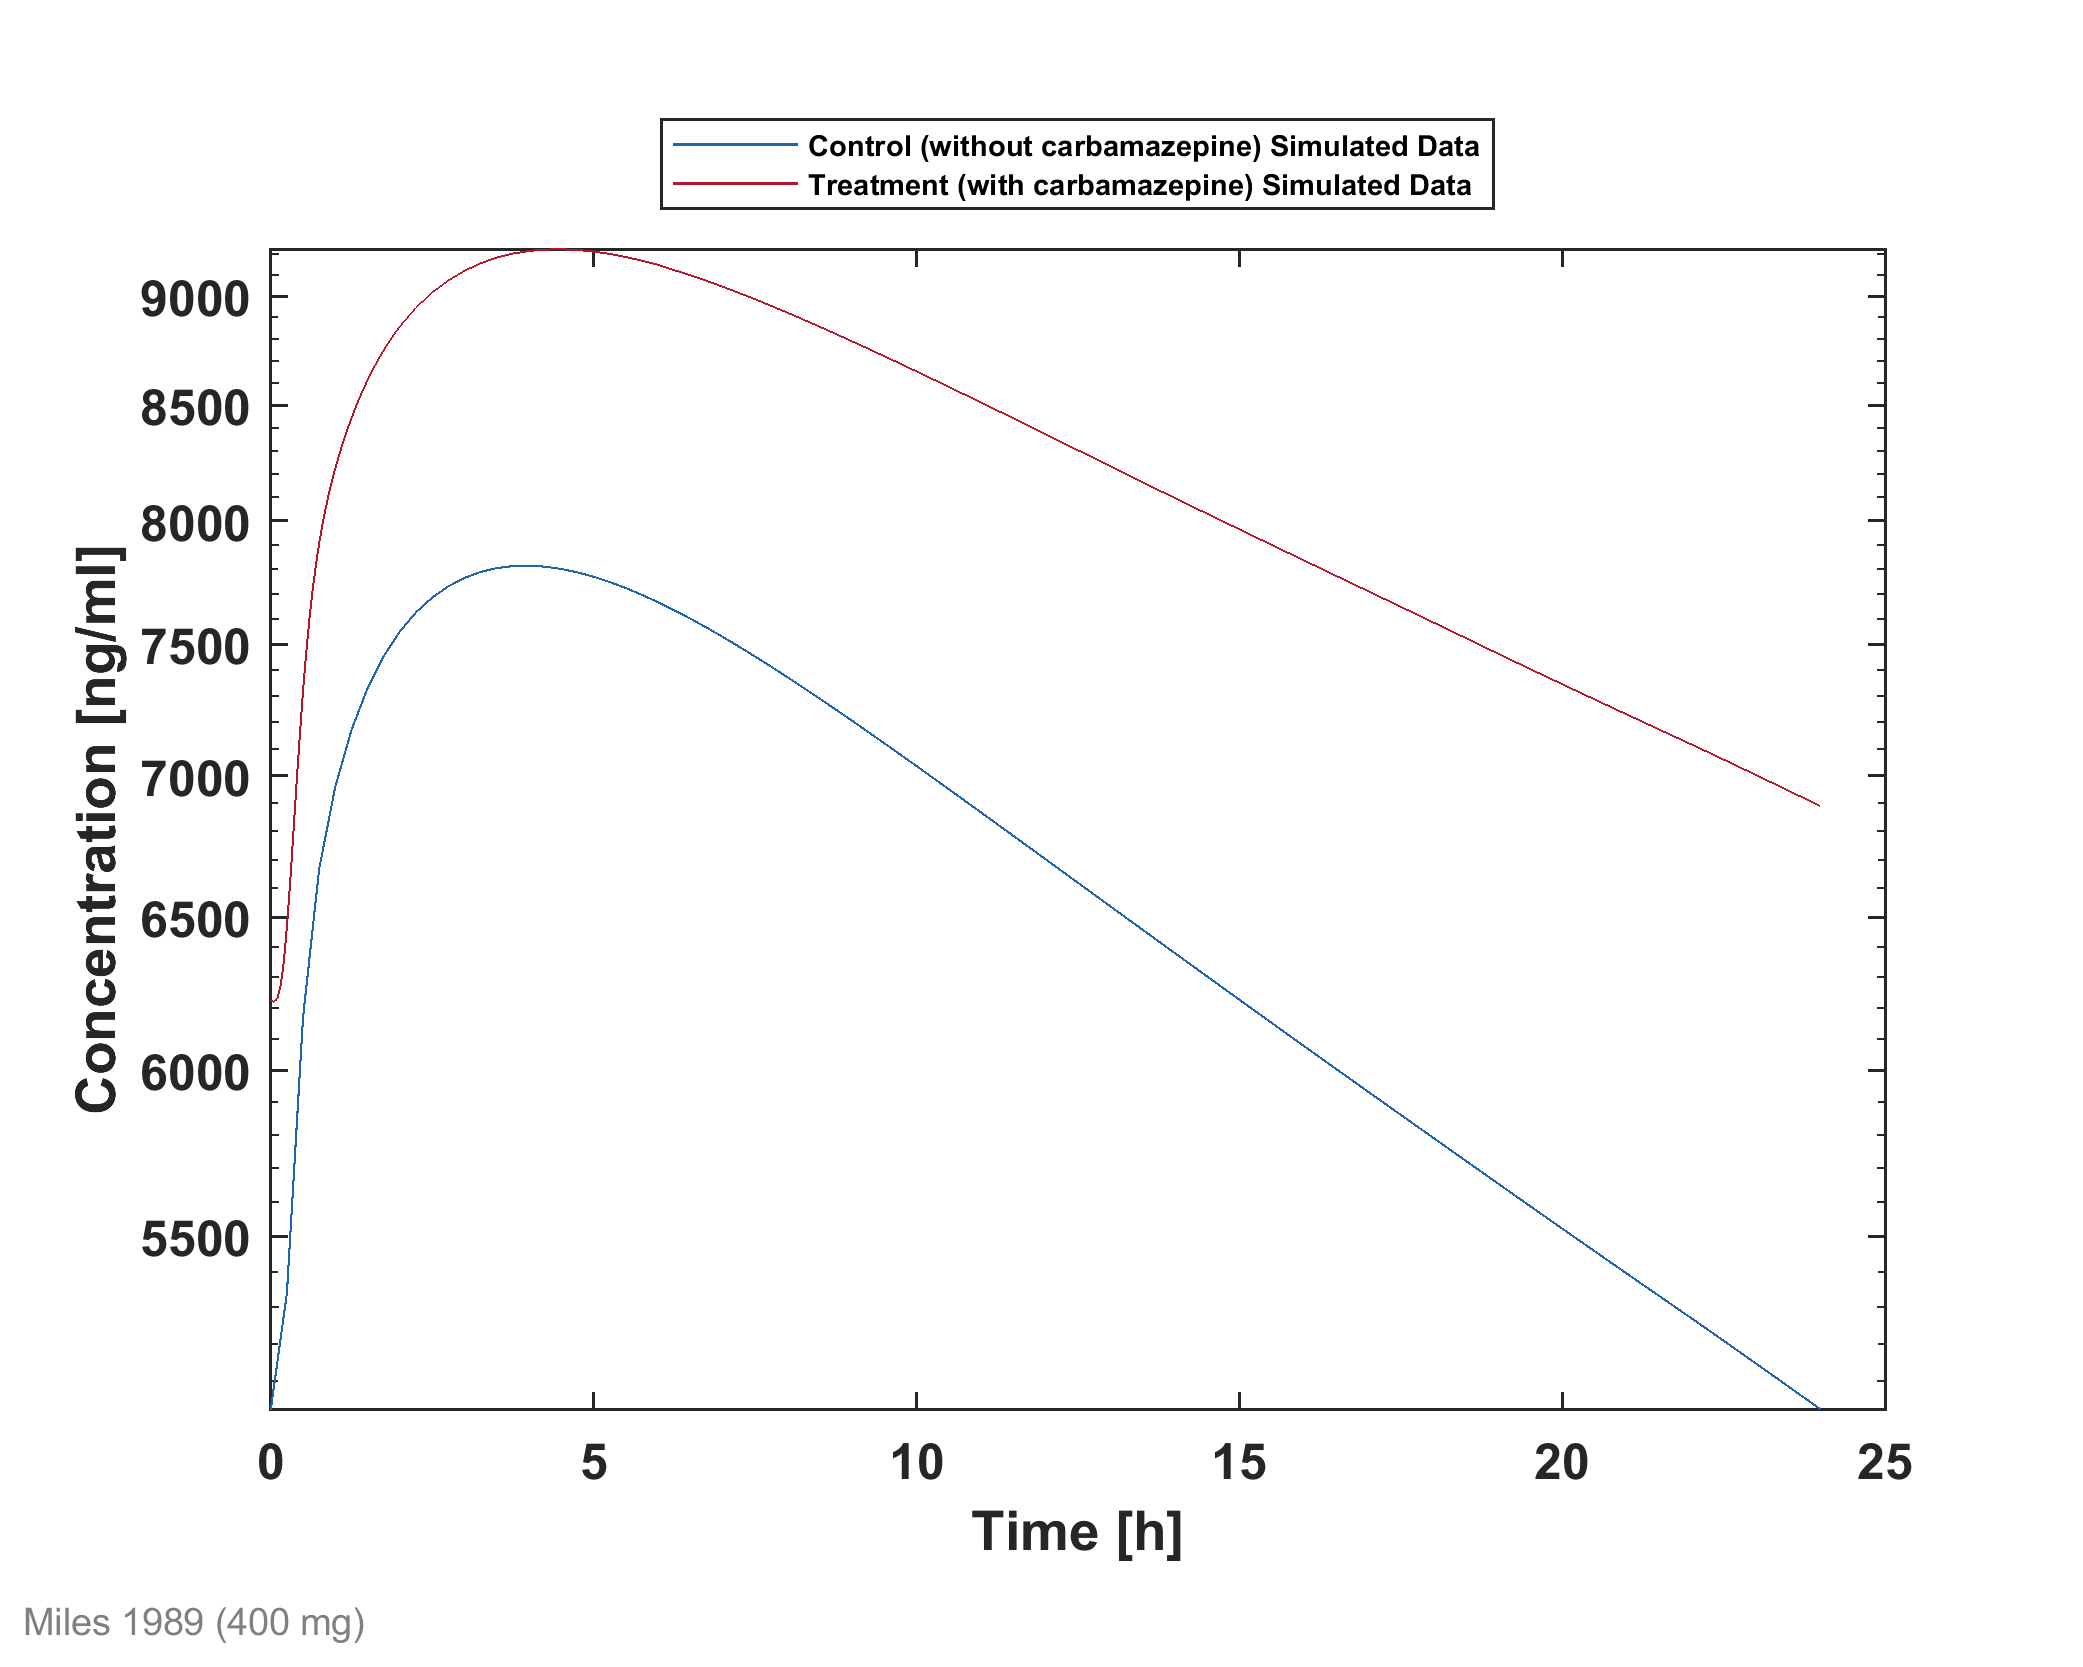 Control (without carbamazepine) Simulated Data
Treatment (with carbamazepine) Simulated Data
9000
8500
8000
7500
7000
6500
6000
5500
Concentration [ng/ml]
0 5 10 15 20 25
Time [h]
Miles 1989 (400 mg)